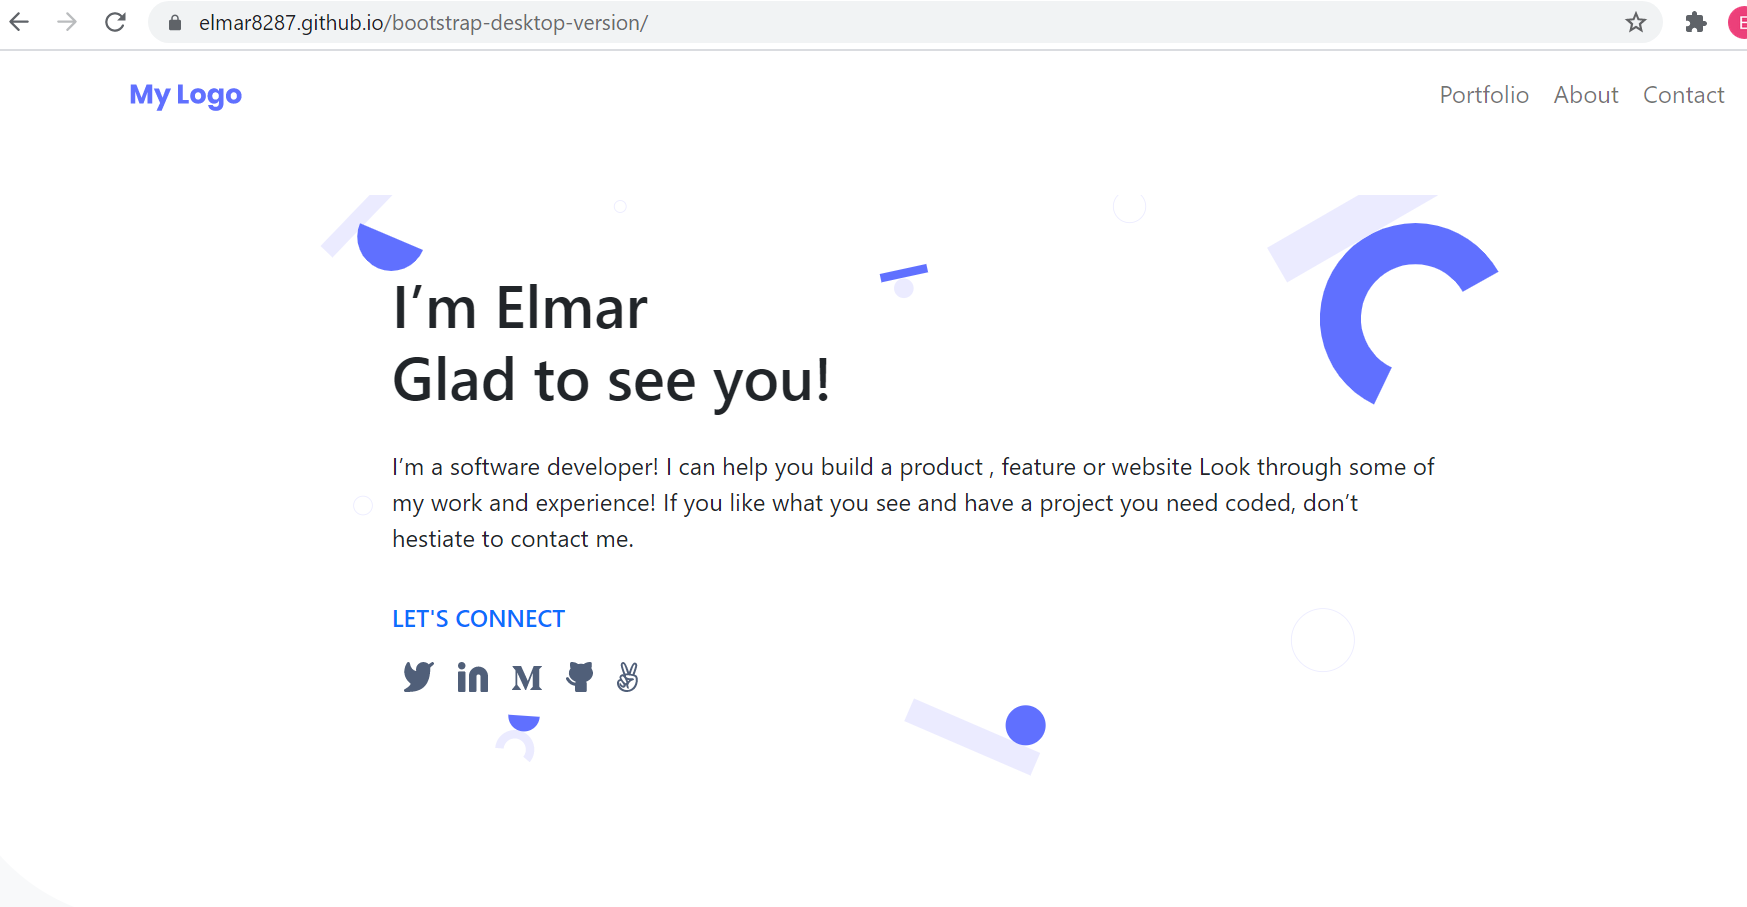 elmar8287.github.io/bootstrap-desktop-version/
E
My Logo
Portfolio About Contact
I’m Elmar
Glad to see you!
I’m a software developer! I can help you build a product , feature or website Look through some of
my work and experience! If you like what you see and have a project you need coded, don’t
hestiate to contact me.
LET'S CONNECT